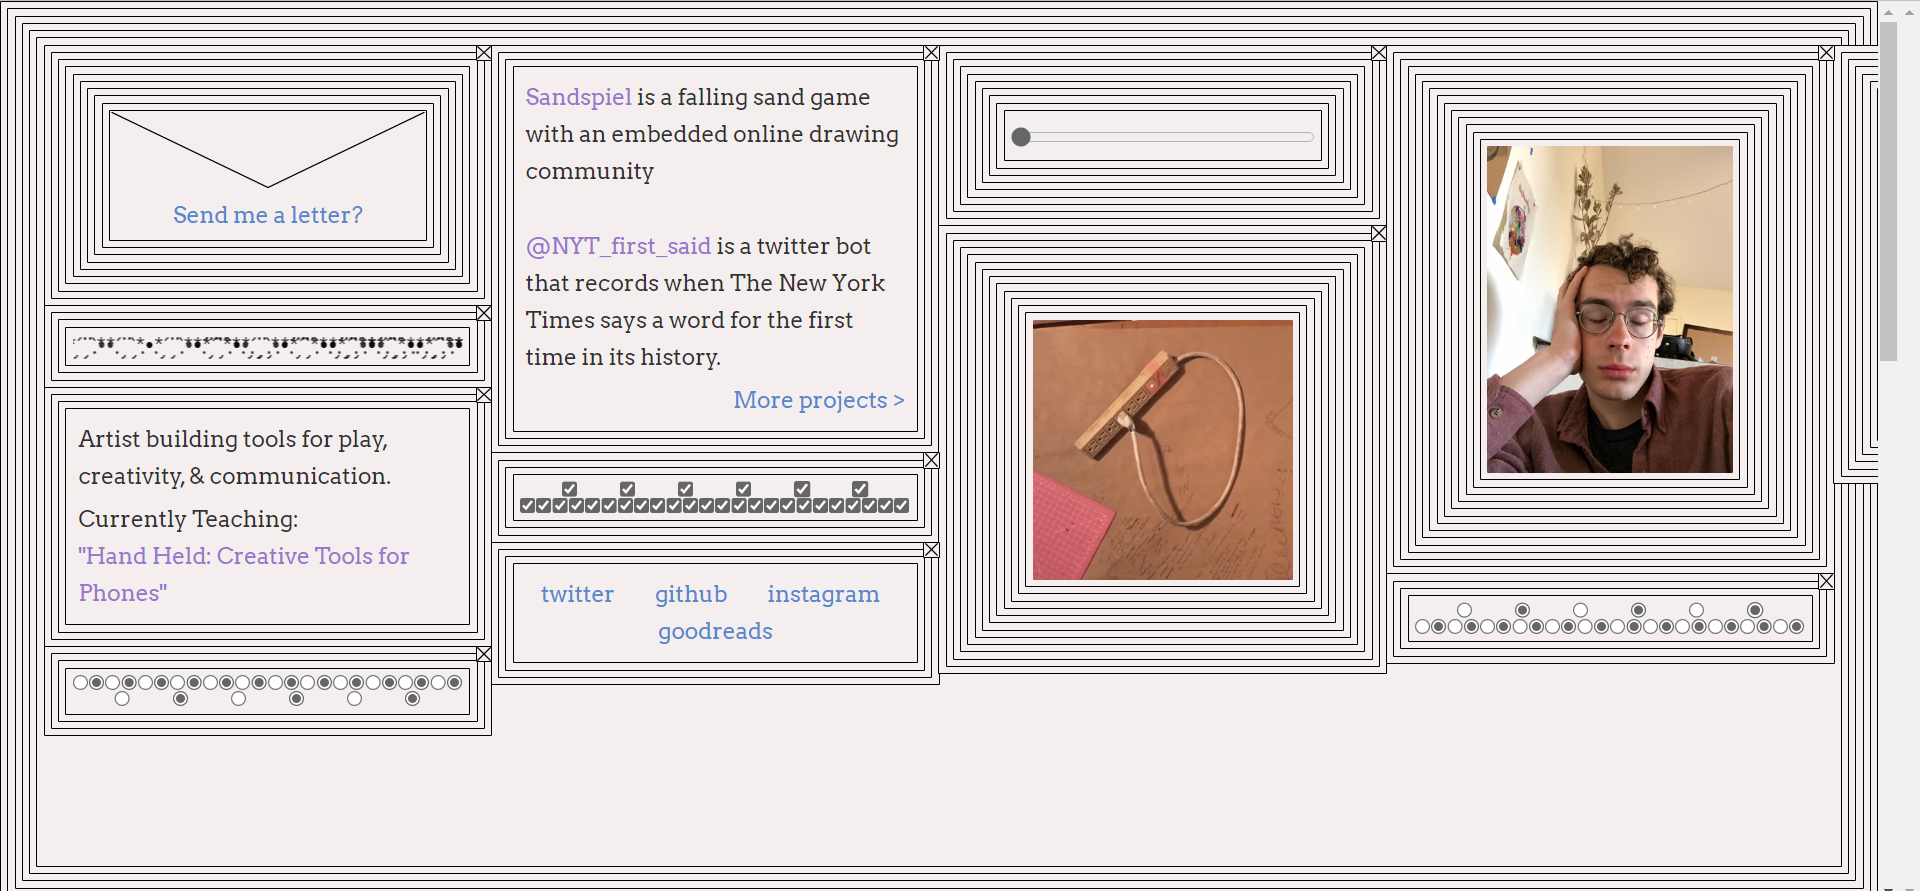 Send me a letter?
Artist building tools for play,
creativity, & communication.
Currently Teaching:
"Hand Held: Creative Tools for
Phones"
Sandspiel is a falling sand game
with an embedded online drawing
community
@NYT_first_said is a twitter bot
that records when The New York
Times says a word for the first
time in its history.
More projects >
twitter github instagram
goodreads